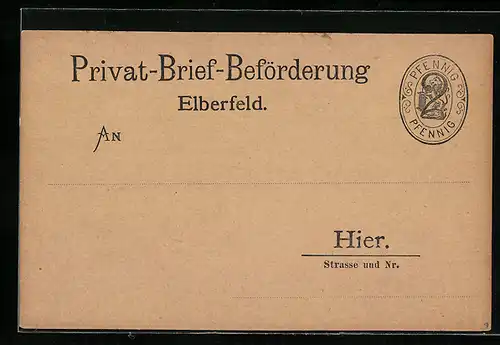 Privat-Brief-Beförderung
Elberfeld.
PFENNIG
2
PFENNIG
AN
Hier.
Strasse und Nr.